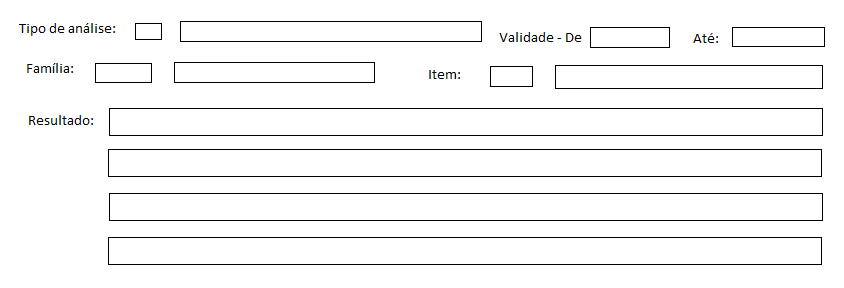 Tipo de análise: Validade - De Até:
Família: Item:
Resultado: